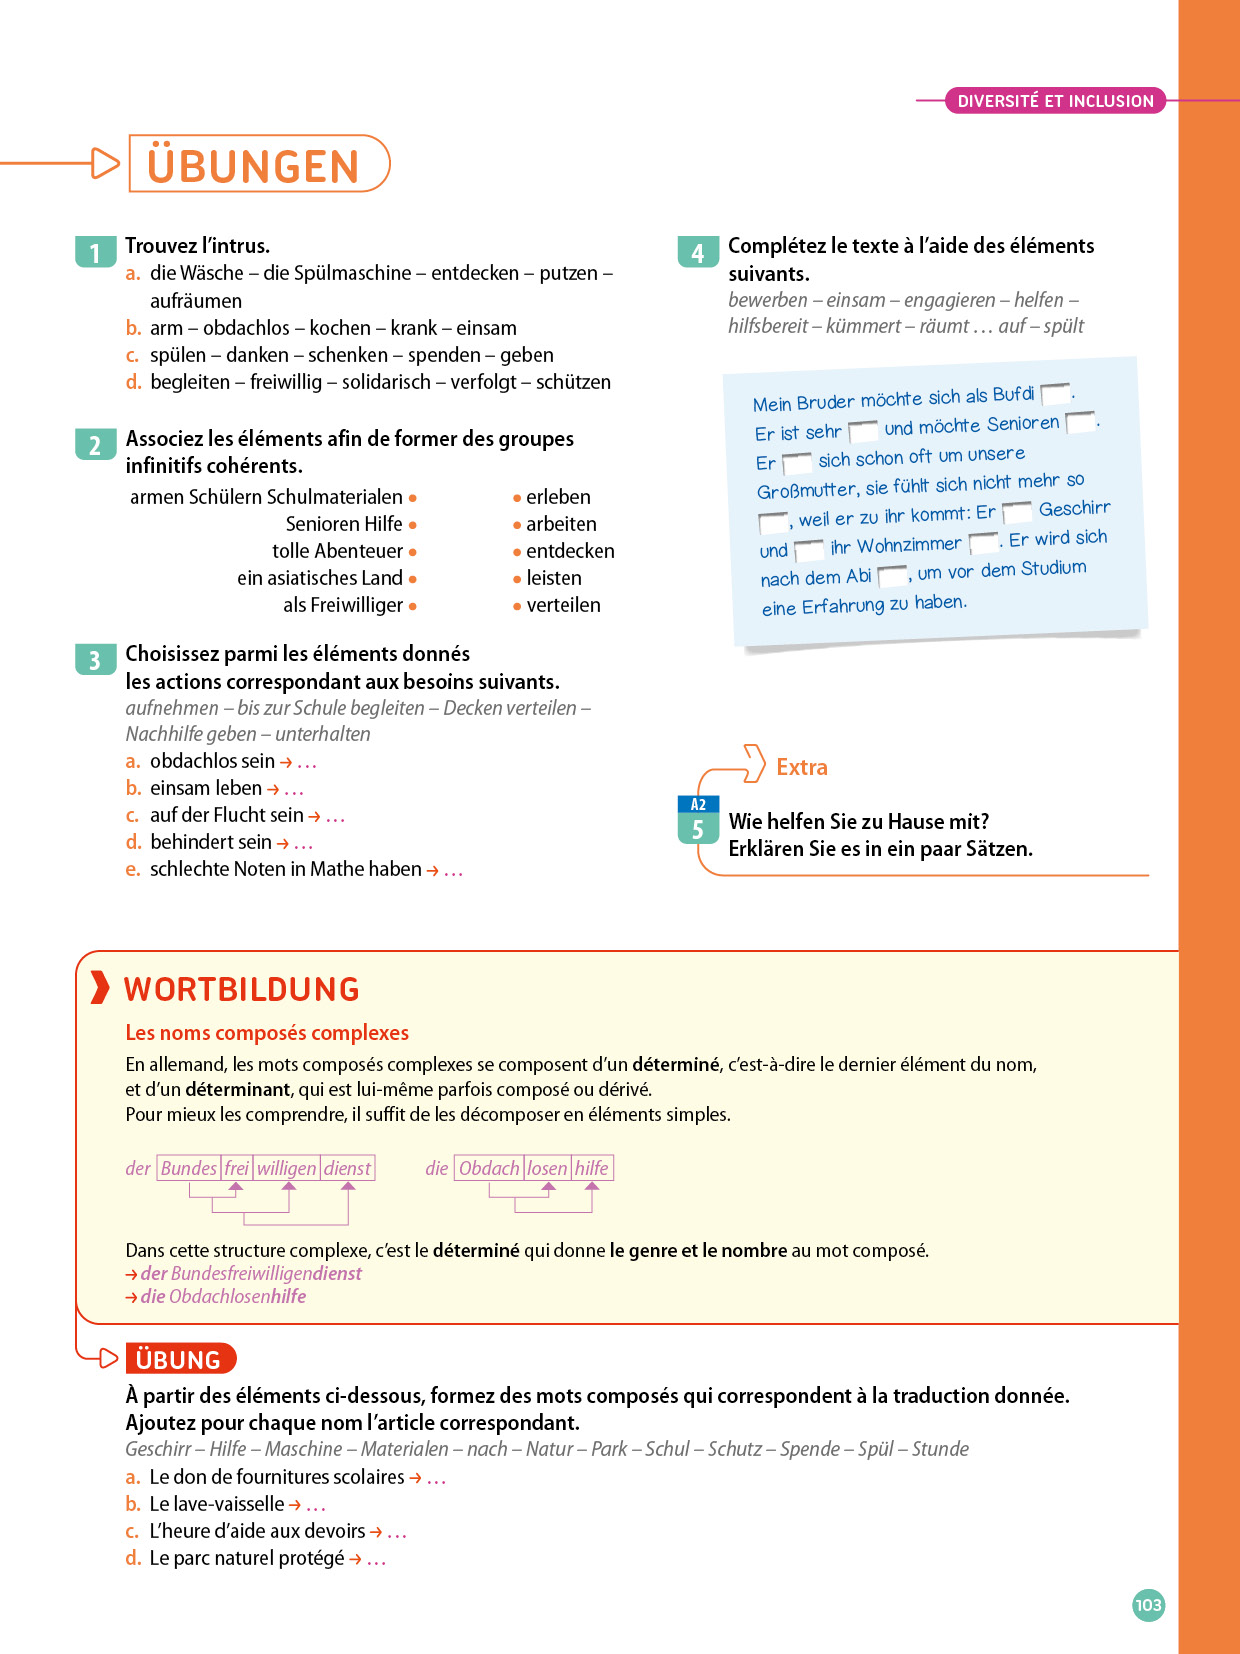 DIVERSITÉ ET INCLUSION
ÜBUNGEN
1
Trouvez l’intrus.
a. die Wäsche – die Spülmaschine – entdecken – putzen –
aufräumen
b. arm – obdachlos – kochen – krank – einsam
c. spülen – danken – schenken – spenden – geben
d. begleiten – freiwillig – solidarisch – verfolgt – schützen
2
Associez les éléments afin de former des groupes
infinitifs cohérents.
armen Schülern Schulmaterialen • • erleben
Senioren Hilfe • • arbeiten
tolle Abenteuer • • entdecken
ein asiatisches Land • • leisten
als Freiwilliger • • verteilen
3
Choisissez parmi les éléments donnés
les actions correspondant aux besoins suivants.
aufnehmen – bis zur Schule begleiten – Decken verteilen –
Nachhilfe geben – unterhalten
a. obdachlos sein → …
b. einsam leben → …
c. auf der Flucht sein → …
d. behindert sein → …
e. schlechte Noten in Mathe haben → …
4
Complétez le texte à l’aide des éléments
suivants.
bewerben – einsam – engagieren – helfen –
hilfsbereit – kümmert – räumt … auf – spült
Mein Bruder möchte sich als Bufdi .
Er ist sehr und möchte Senioren .
Er sich schon oft um unsere
Großmutter, sie fühlt sich nicht mehr so
, weil er zu ihr kommt: Er Geschirr
und ihr Wohnzimmer . Er wird sich
nach dem Abi , um vor dem Studium
eine Erfahrung zu haben.
Extra
A2
5
Wie helfen Sie zu Hause mit?
Erklären Sie es in ein paar Sätzen.
WORTBILDUNG
Les noms composés complexes
En allemand, les mots composés complexes se composent d’un déterminé, c’est-à-dire le dernier élément du nom,
et d’un déterminant, qui est lui-même parfois composé ou dérivé.
Pour mieux les comprendre, il suffit de les décomposer en éléments simples.
der Bundes frei willigen dienst die Obdach losen hilfe
Dans cette structure complexe, c’est le déterminé qui donne le genre et le nombre au mot composé.
→ der Bundesfreiwilligendienst
→ die Obdachlosenhilfe
ÜBUNG
À partir des éléments ci-dessous, formez des mots composés qui correspondent à la traduction donnée.
Ajoutez pour chaque nom l’article correspondant.
Geschirr – Hilfe – Maschine – Materialen – nach – Natur – Park – Schul – Schutz – Spende – Spül – Stunde
a. Le don de fournitures scolaires → …
b. Le lave-vaisselle → …
c. L’heure d’aide aux devoirs → …
d. Le parc naturel protégé → …
103